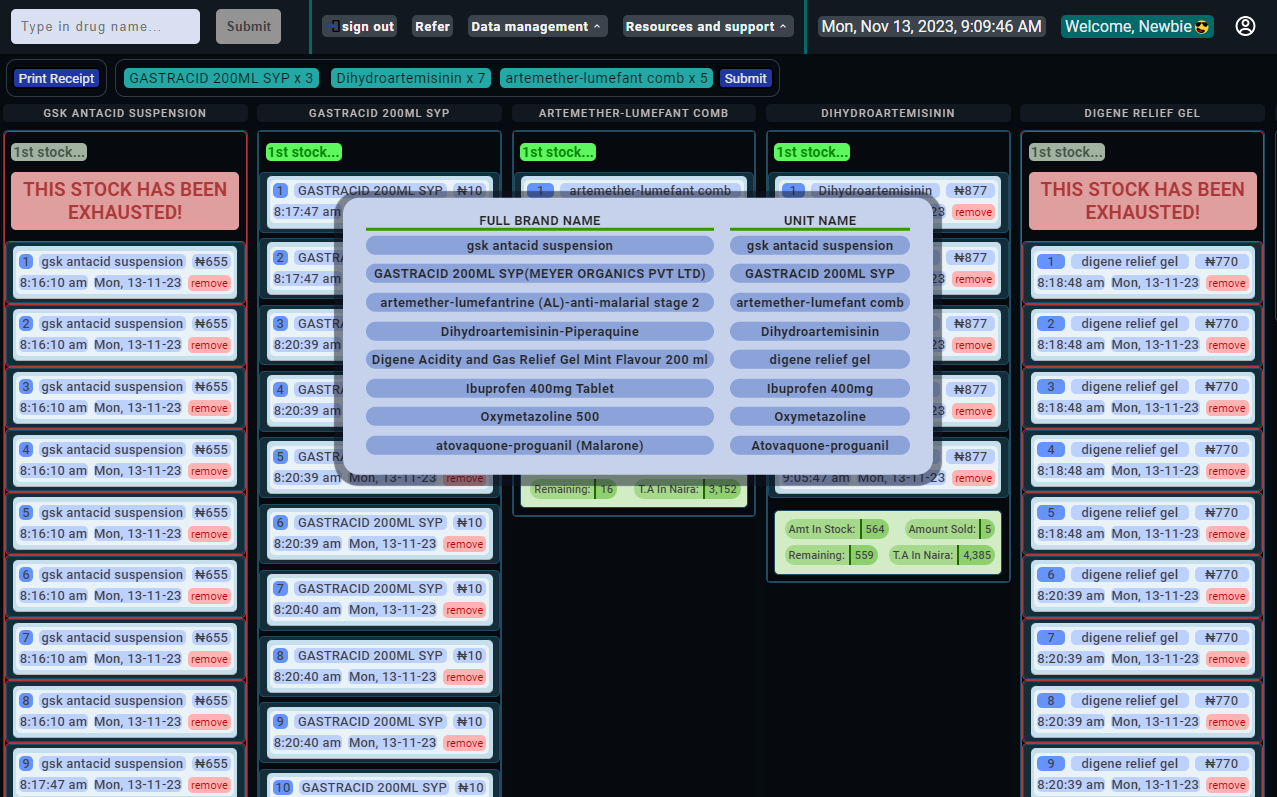 Type in drug name...
Submit
sign out
Refer
Data management
Resources and support
Mon, Nov 13, 2023, 9:09:46 AM
Welcome, Newbie😎
Print Receipt
GASTRACID 200ML SYP x 3
Dihydroartemisinin x 7
artemether-lumefant comb x 5
Submit
GSK ANTACID SUSPENSION
GASTRACID 200ML SYP
ARTEMETHER-LUMEFANT COMB
DIHYDROARTEMISININ
DIGENE RELIEF GEL
1st stock...
THIS STOCK HAS BEEN
EXHAUSTED!
1 gsk antacid suspension ₦655
8:16:10 am Mon, 13-11-23 remove
2 gsk antacid suspension ₦655
8:16:10 am Mon, 13-11-23 remove
3 gsk antacid suspension ₦655
8:16:10 am Mon, 13-11-23 remove
4 gsk antacid suspension ₦655
8:16:10 am Mon, 13-11-23 remove
5 gsk antacid suspension ₦655
8:16:10 am Mon, 13-11-23 remove
6 gsk antacid suspension ₦655
8:16:10 am Mon, 13-11-23 remove
7 gsk antacid suspension ₦655
8:16:10 am Mon, 13-11-23 remove
8 gsk antacid suspension ₦655
8:16:10 am Mon, 13-11-23 remove
9 gsk antacid suspension ₦655
8:17:47 am Mon, 13-11-23 remove
1st stock...
1 GASTRACID 200ML SYP ₦10
8:17:47 am
2
8:17:47 am
3
8:20:39 am
4
8:20:39 am
5
8:20:39 am Mon, 13-11-23 remove
6 GASTRACID 200ML SYP ₦10
8:20:39 am Mon, 13-11-23 remove
7 GASTRACID 200ML SYP ₦10
8:20:40 am Mon, 13-11-23 remove
8 GASTRACID 200ML SYP ₦10
8:20:40 am Mon, 13-11-23 remove
9 GASTRACID 200ML SYP ₦10
8:20:40 am Mon, 13-11-23 remove
10 GASTRACID 200ML SYP ₦10
1st stock...
1 artemether-lumefant comb
Remaining: 16 T.A In Naira: 3,152
1st stock...
1 Dihydroartemisinin ₦877
23 remove
₦877
remove
₦877
23 remove
₦877
23 remove
₦877
9:05:47 am Mon, 13-11-23 remove
Amt In Stock: 564 Amount Sold: 5
Remaining: 559 T.A In Naira: 4,385
1st stock...
THIS STOCK HAS BEEN
EXHAUSTED!
1 digene relief gel ₦770
8:18:48 am Mon, 13-11-23 remove
2 digene relief gel ₦770
8:18:48 am Mon, 13-11-23 remove
3 digene relief gel ₦770
8:18:48 am Mon, 13-11-23 remove
4 digene relief gel ₦770
8:18:48 am Mon, 13-11-23 remove
5 digene relief gel ₦770
8:18:48 am Mon, 13-11-23 remove
6 digene relief gel ₦770
8:20:39 am Mon, 13-11-23 remove
7 digene relief gel ₦770
8:20:39 am Mon, 13-11-23 remove
8 digene relief gel ₦770
8:20:39 am Mon, 13-11-23 remove
9 digene relief gel ₦770
8:20:39 am Mon, 13-11-23 remove
FULL BRAND NAME UNIT NAME
gsk antacid suspension gsk antacid suspension
GASTRACID 200ML SYP(MEYER ORGANICS PVT LTD) GASTRACID 200ML SYP
artemether-lumefantrine (AL)-anti-malarial stage 2 artemether-lumefant comb
Dihydroartemisinin-Piperaquine Dihydroartemisinin
Digene Acidity and Gas Relief Gel Mint Flavour 200 ml digene relief gel
Ibuprofen 400mg Tablet Ibuprofen 400mg
Oxymetazoline 500 Oxymetazoline
atovaquone-proguanil (Malarone) Atovaquone-proguanil